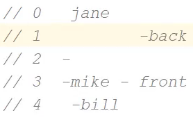 // 0   jane
// 1          -back
// 2  -
// 3  -mike - front
// 4   -bill